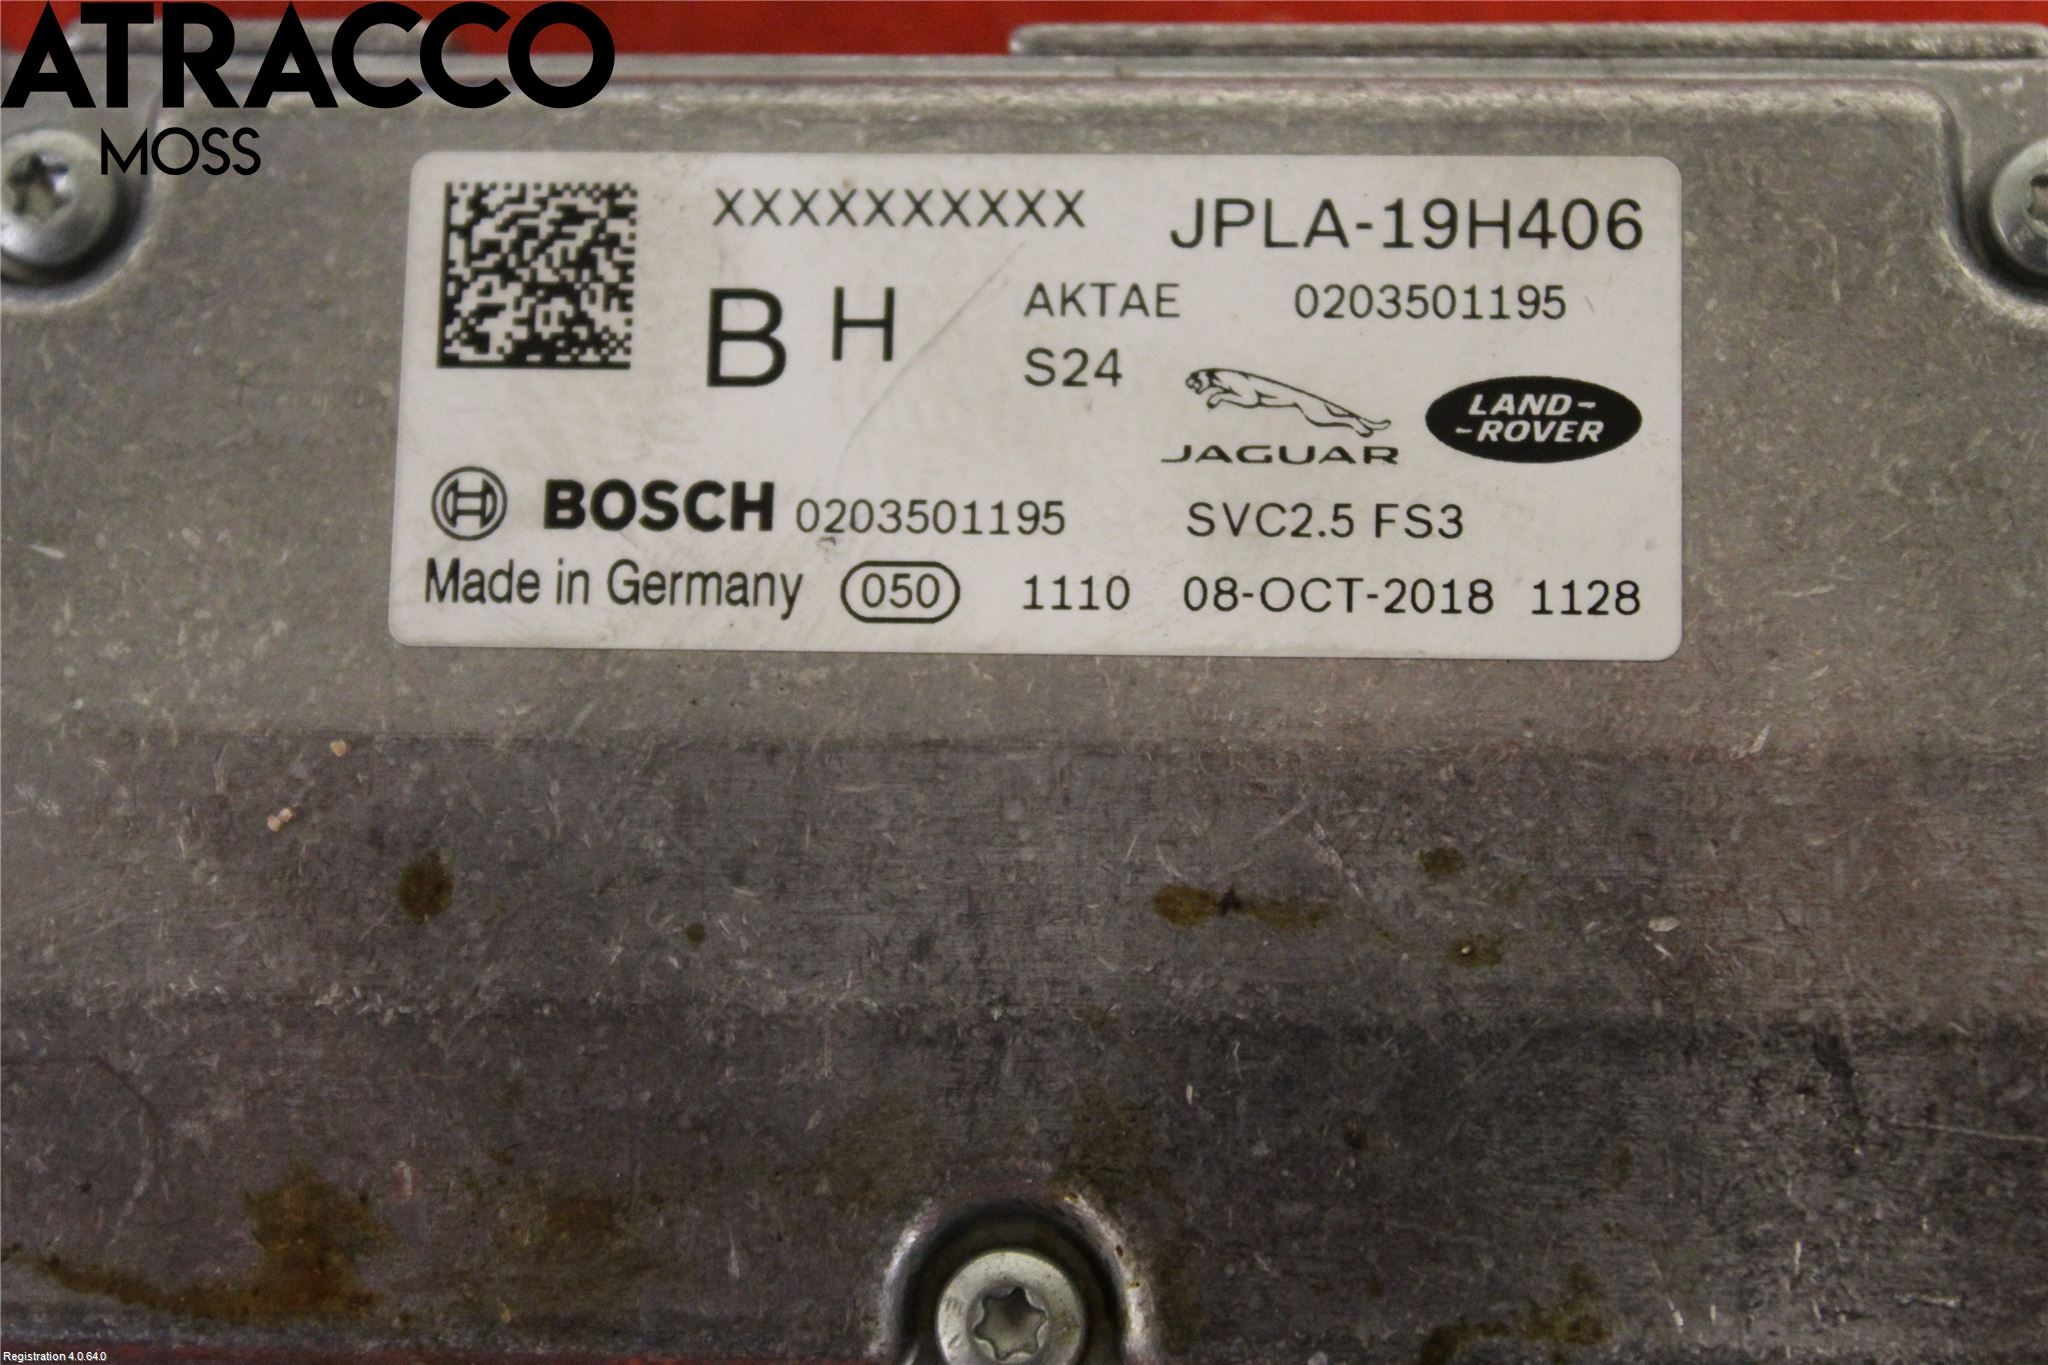 ATRACCO
MOSS
XXXXXXXXXX JPLA-19H406
B H AKTAE 0203501195
S24
JAGUAR LAND-
-ROVER
BOSCH 0203501195 SVC2.5 FS3
Made in Germany 050 1110 08-OCT-2018 1128
Registration 4.0.64.0